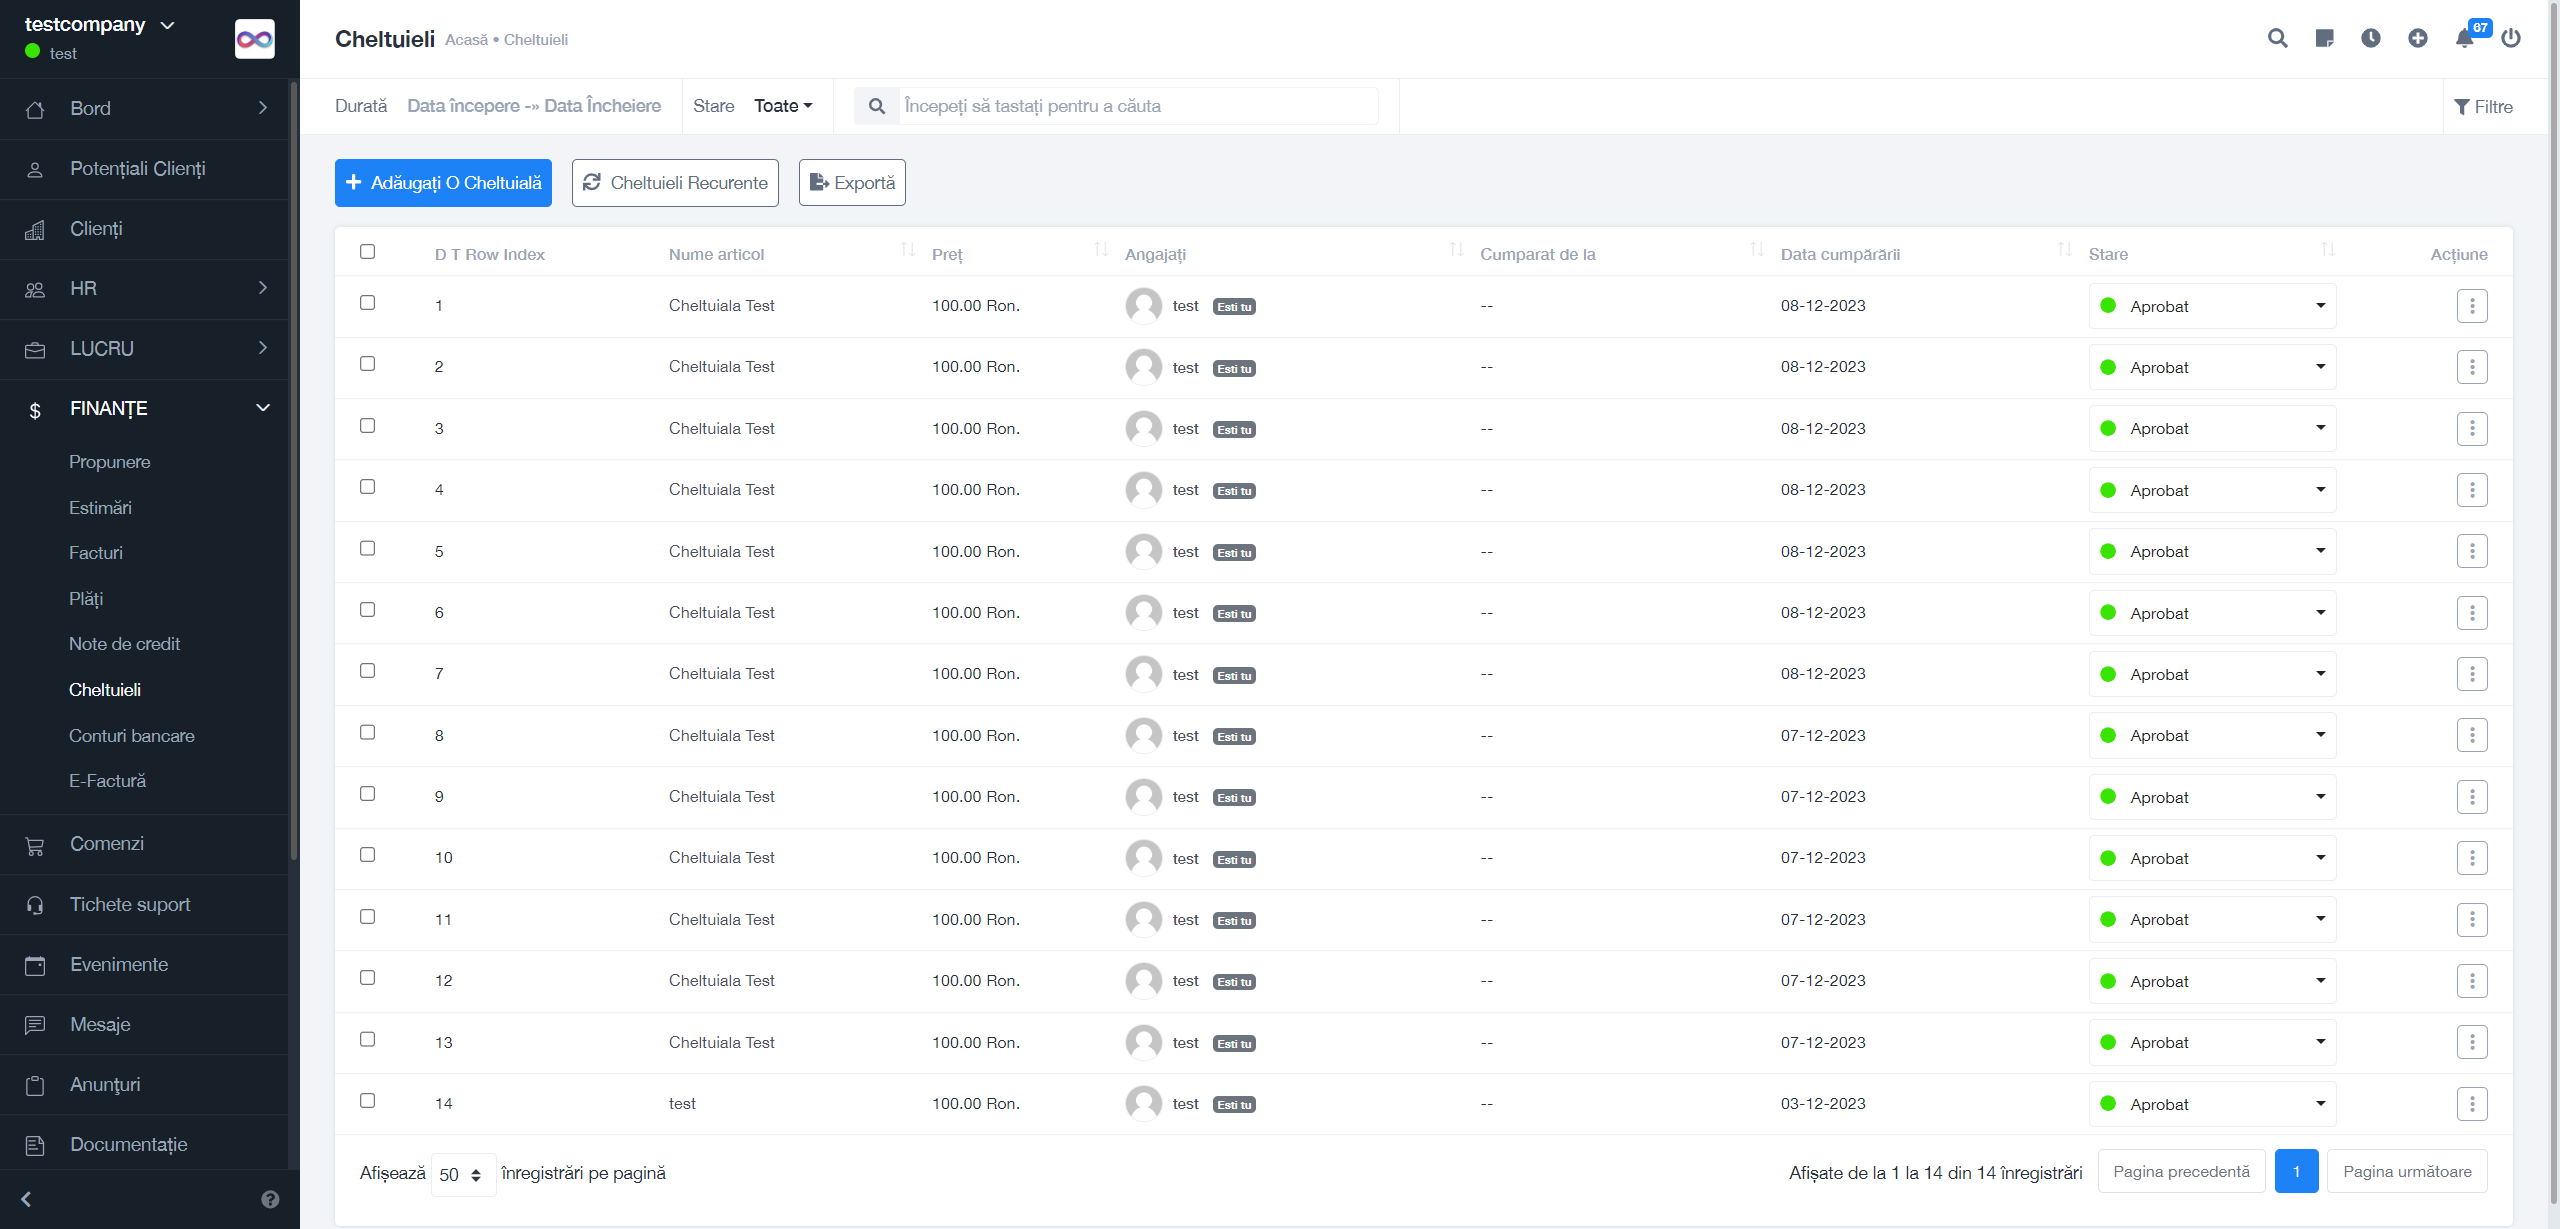 testcompany
test
Bord
Potențiali Clienți
Clienți
HR
LUCRU
FINANȚE
Propunere
Estimări
Facturi
Plăți
Note de credit
Cheltuieli
Conturi bancare
E-Factură
Comenzi
Tichete suport
Evenimente
Mesaje
Anunțuri
Documentație
Cheltuieli Acasă • Cheltuieli
67
Durată Data începere -» Data Încheiere Stare Toate Începeți să tastați pentru a căuta Filtre
Adăugați O Cheltuială Cheltuieli Recurente Exportă
D T Row Index Nume articol Preț Angajați Cumparat de la Data cumpărării Stare Acțiune
1 Cheltuiala Test 100.00 Ron. test Esti tu -- 08-12-2023 Aprobat
2 Cheltuiala Test 100.00 Ron. test Esti tu -- 08-12-2023 Aprobat
3 Cheltuiala Test 100.00 Ron. test Esti tu -- 08-12-2023 Aprobat
4 Cheltuiala Test 100.00 Ron. test Esti tu -- 08-12-2023 Aprobat
5 Cheltuiala Test 100.00 Ron. test Esti tu -- 08-12-2023 Aprobat
6 Cheltuiala Test 100.00 Ron. test Esti tu -- 08-12-2023 Aprobat
7 Cheltuiala Test 100.00 Ron. test Esti tu -- 08-12-2023 Aprobat
8 Cheltuiala Test 100.00 Ron. test Esti tu -- 07-12-2023 Aprobat
9 Cheltuiala Test 100.00 Ron. test Esti tu -- 07-12-2023 Aprobat
10 Cheltuiala Test 100.00 Ron. test Esti tu -- 07-12-2023 Aprobat
11 Cheltuiala Test 100.00 Ron. test Esti tu -- 07-12-2023 Aprobat
12 Cheltuiala Test 100.00 Ron. test Esti tu -- 07-12-2023 Aprobat
13 Cheltuiala Test 100.00 Ron. test Esti tu -- 07-12-2023 Aprobat
14 test 100.00 Ron. test Esti tu -- 03-12-2023 Aprobat
Afișează 50 înregistrări pe pagină Afișate de la 1 la 14 din 14 înregistrări Pagina precedentă 1 Pagina următoare